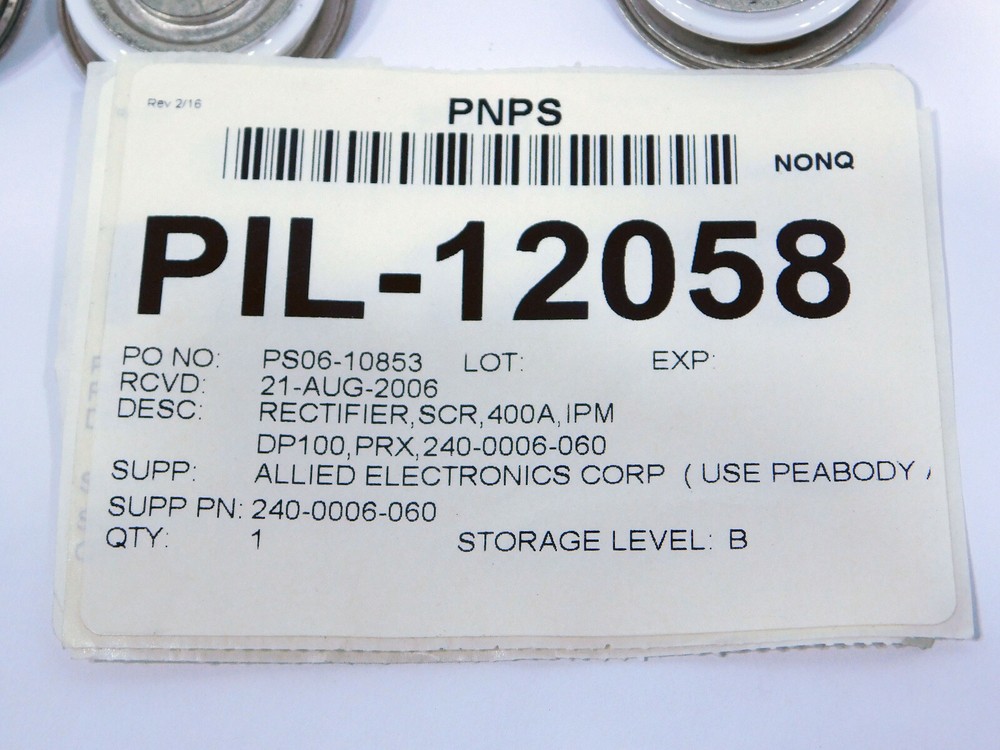 Rev 2/16
PNPS
NONQ
PIL-12058
PO NO: PS06-10853 LOT: EXP:
RCVD: 21-AUG-2006
DESC: RECTIFIER,SCR,400A,IPM
DP100,PRX,240-0006-060
SUPP: ALLIED ELECTRONICS CORP ( USE PEABODY
SUPP PN: 240-0006-060
QTY: 1 STORAGE LEVEL: B